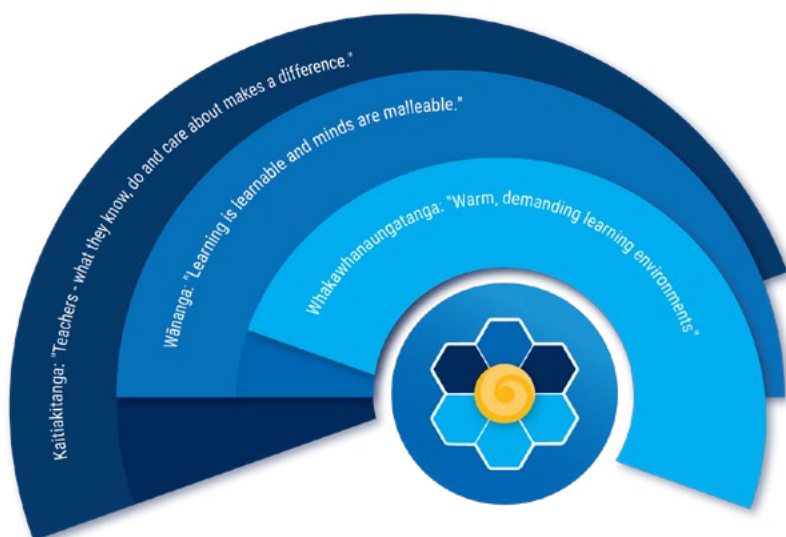 Kaitiakitanga: "Teachers - what they know, do and care about makes a difference."
Wānanga: "Learning is learnable and minds are malleable."
Whakawhanaungatanga: "Warm, demanding learning environments"